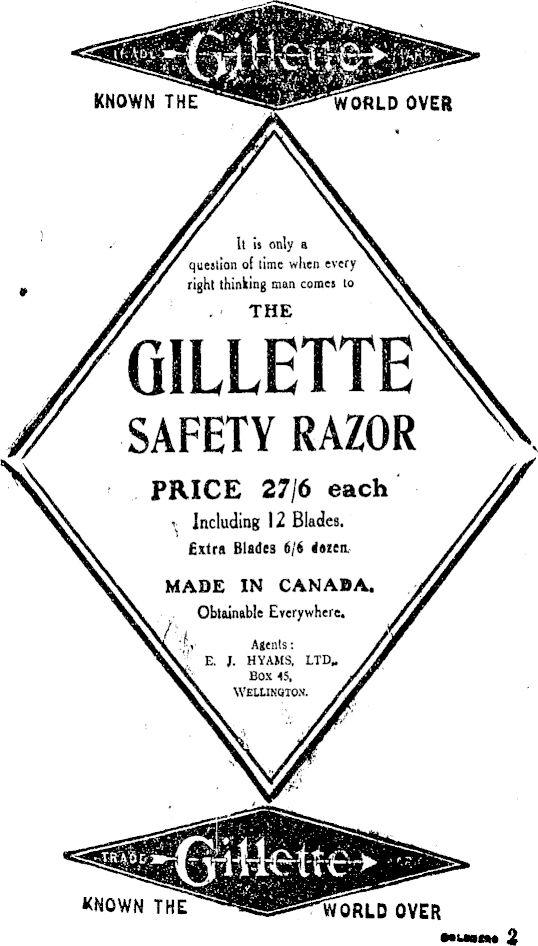 TRADE Gillette MARK
KNOWN THE WORLD OVER
It is only a
question of time when every
right thinking man comes to
THE
GILLETTE
SAFETY RAZOR
PRICE 27/6 each
Including 12 Blades.
Extra Blades 6/6 dozen.
MADE IN CANADA.
Obtainable Everywhere.
Agents:
E. J. HYAMS, LTD.,
Box 45,
WELLINGTON.
TRADE Gillette MARK
KNOWN THE WORLD OVER
2